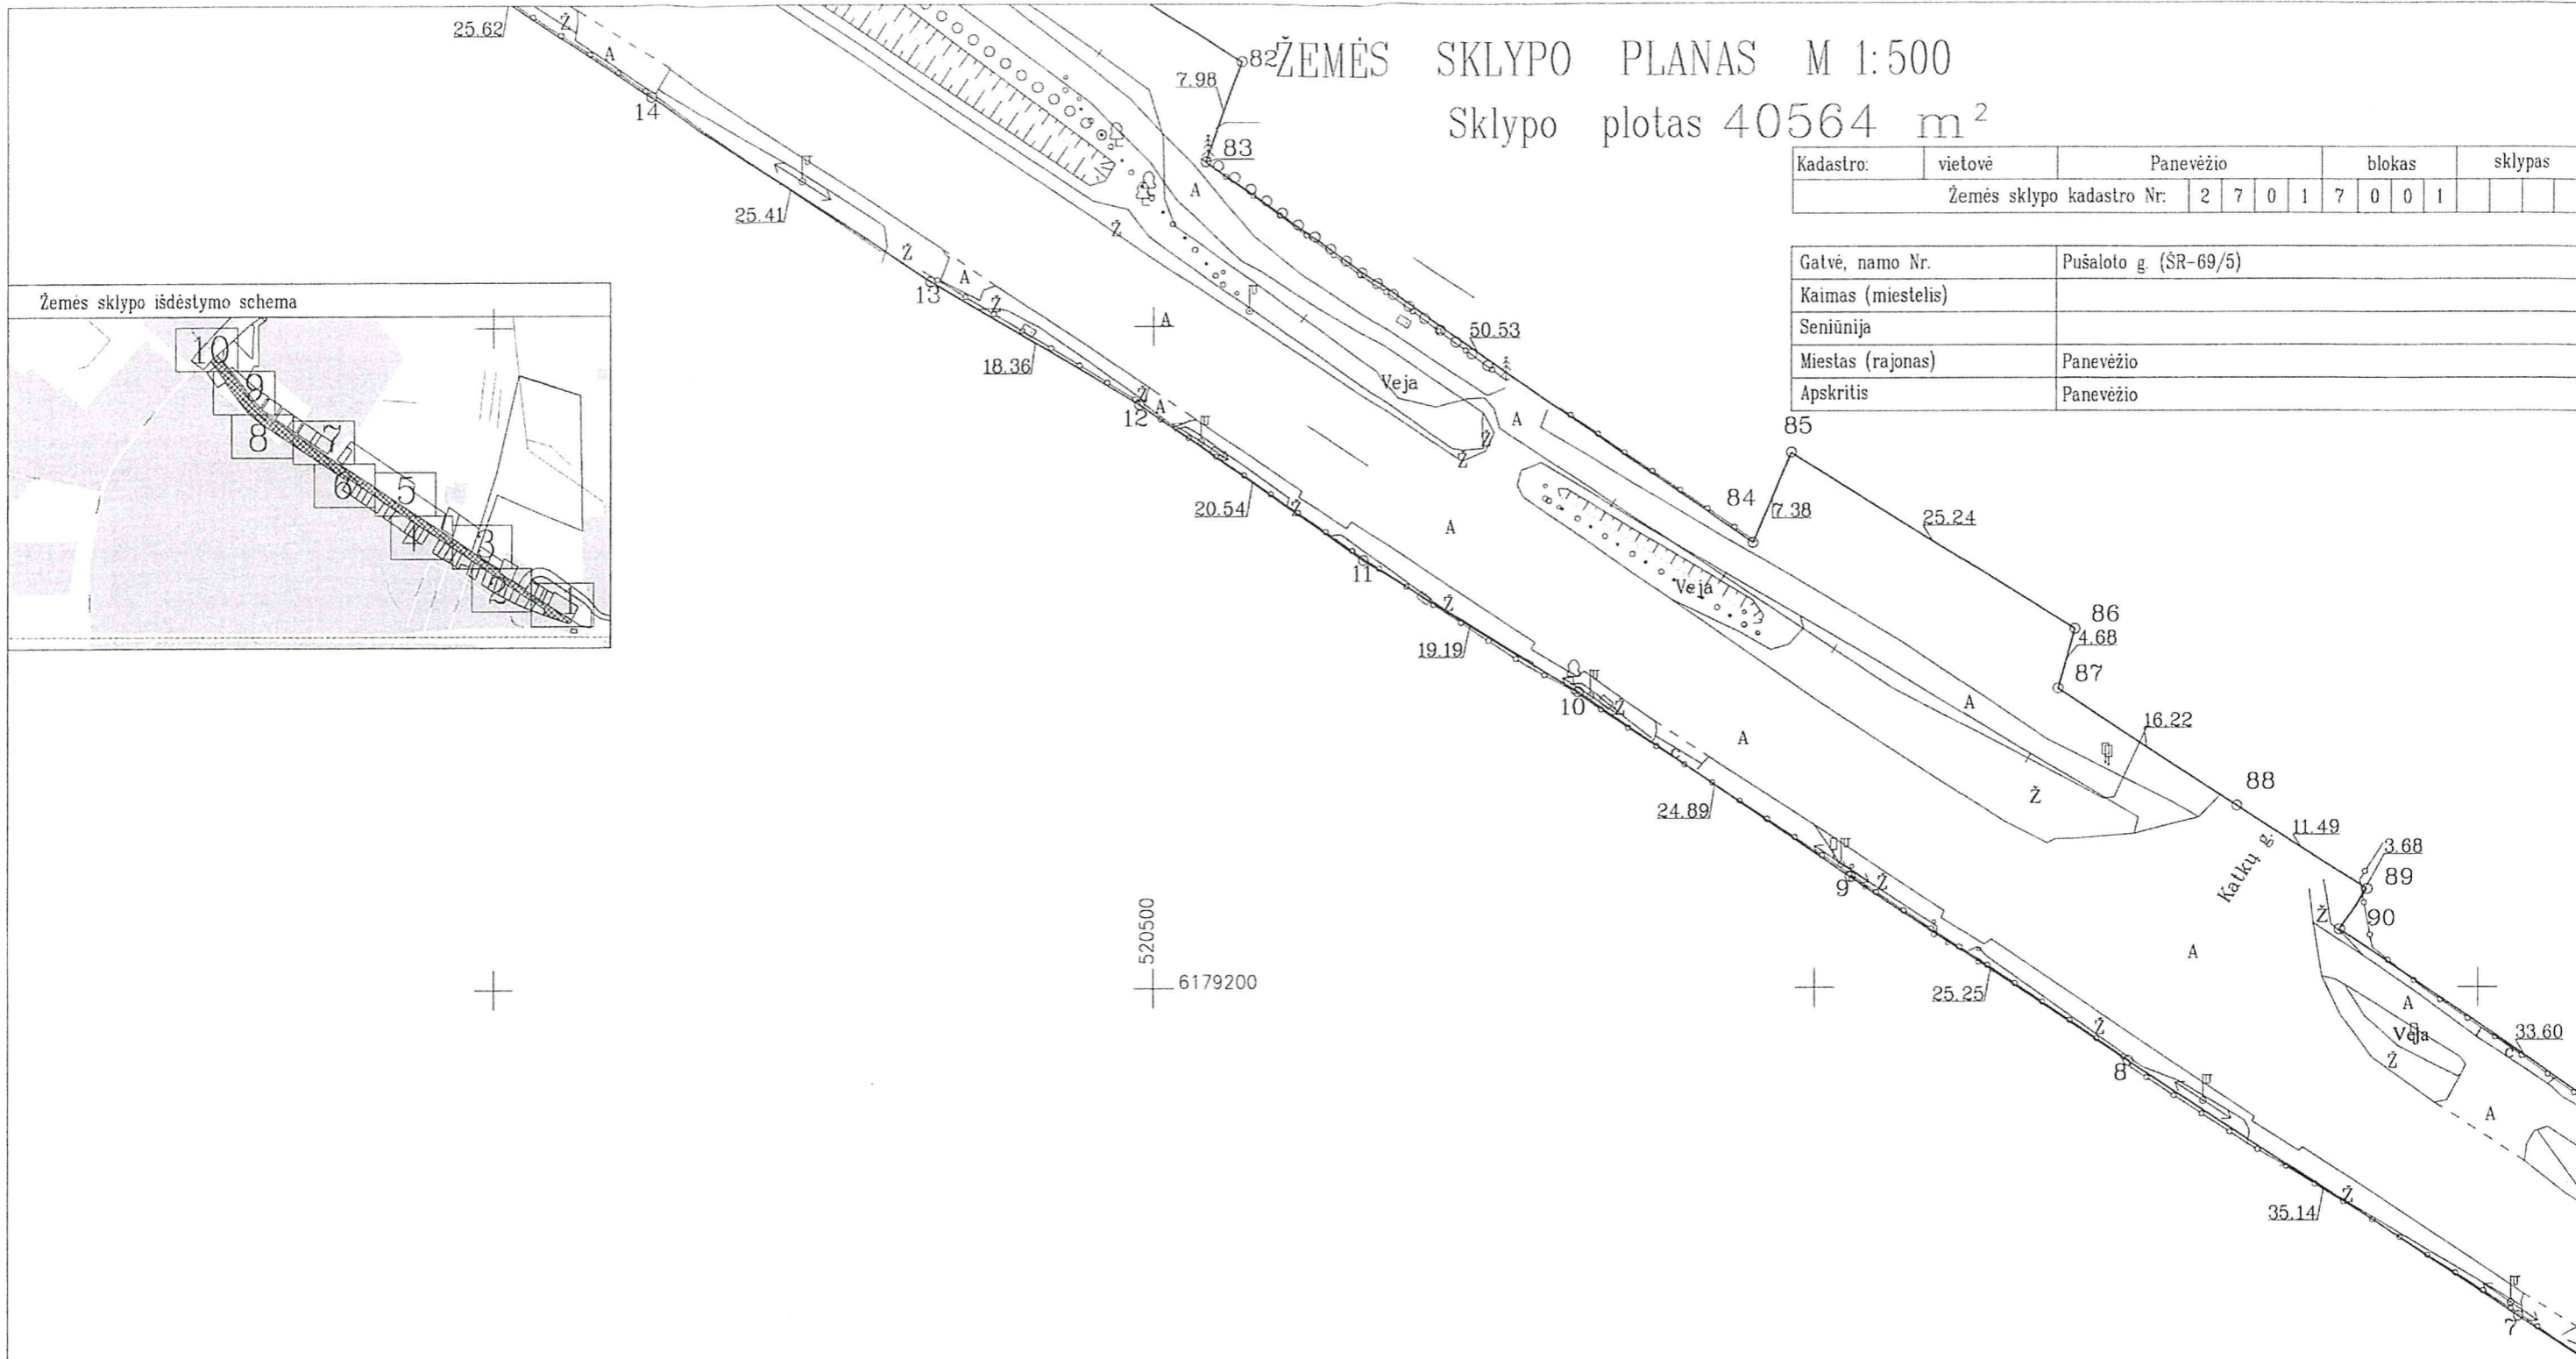 ŽEMĖS SKLYPO PLANAS M 1:500
Sklypo plotas 40564 m²
Kadastro: vietovė Panevėžio blokas sklypas
Žemės sklypo kadastro Nr. 2 7 0 1 7 0 0 1
Gatvė, namo Nr. Pušaloto g. (ŠR-69/5)
Kaimas (miestelis)
Seniūnija
Miestas (rajonas) Panevėžio
Apskritis Panevėžio
Žemės sklypo išdėstymo schema
10
9
8
7
6
5
4
3
2
1
25.62
Ž
A
14
25.41
Ž
13
A
Ž
18.36
Ž
12
A
20.54
Ž
11
Ž
19.19
10
Ž
C
24.89
9
Ž
25.25
Ž
8
Ž
35.14
7
82
7.98
83
A
Ž
A
50.53
Veja
A
Ž
Ž
A
Veja
84
7.38
85
25.24
86
4.68
87
A
16.22
A
Ž
88
11.49
Katkų g.
3.68
89
Ž
90
A
A
Veja
Ž
C
33.60
A
520500
6179200